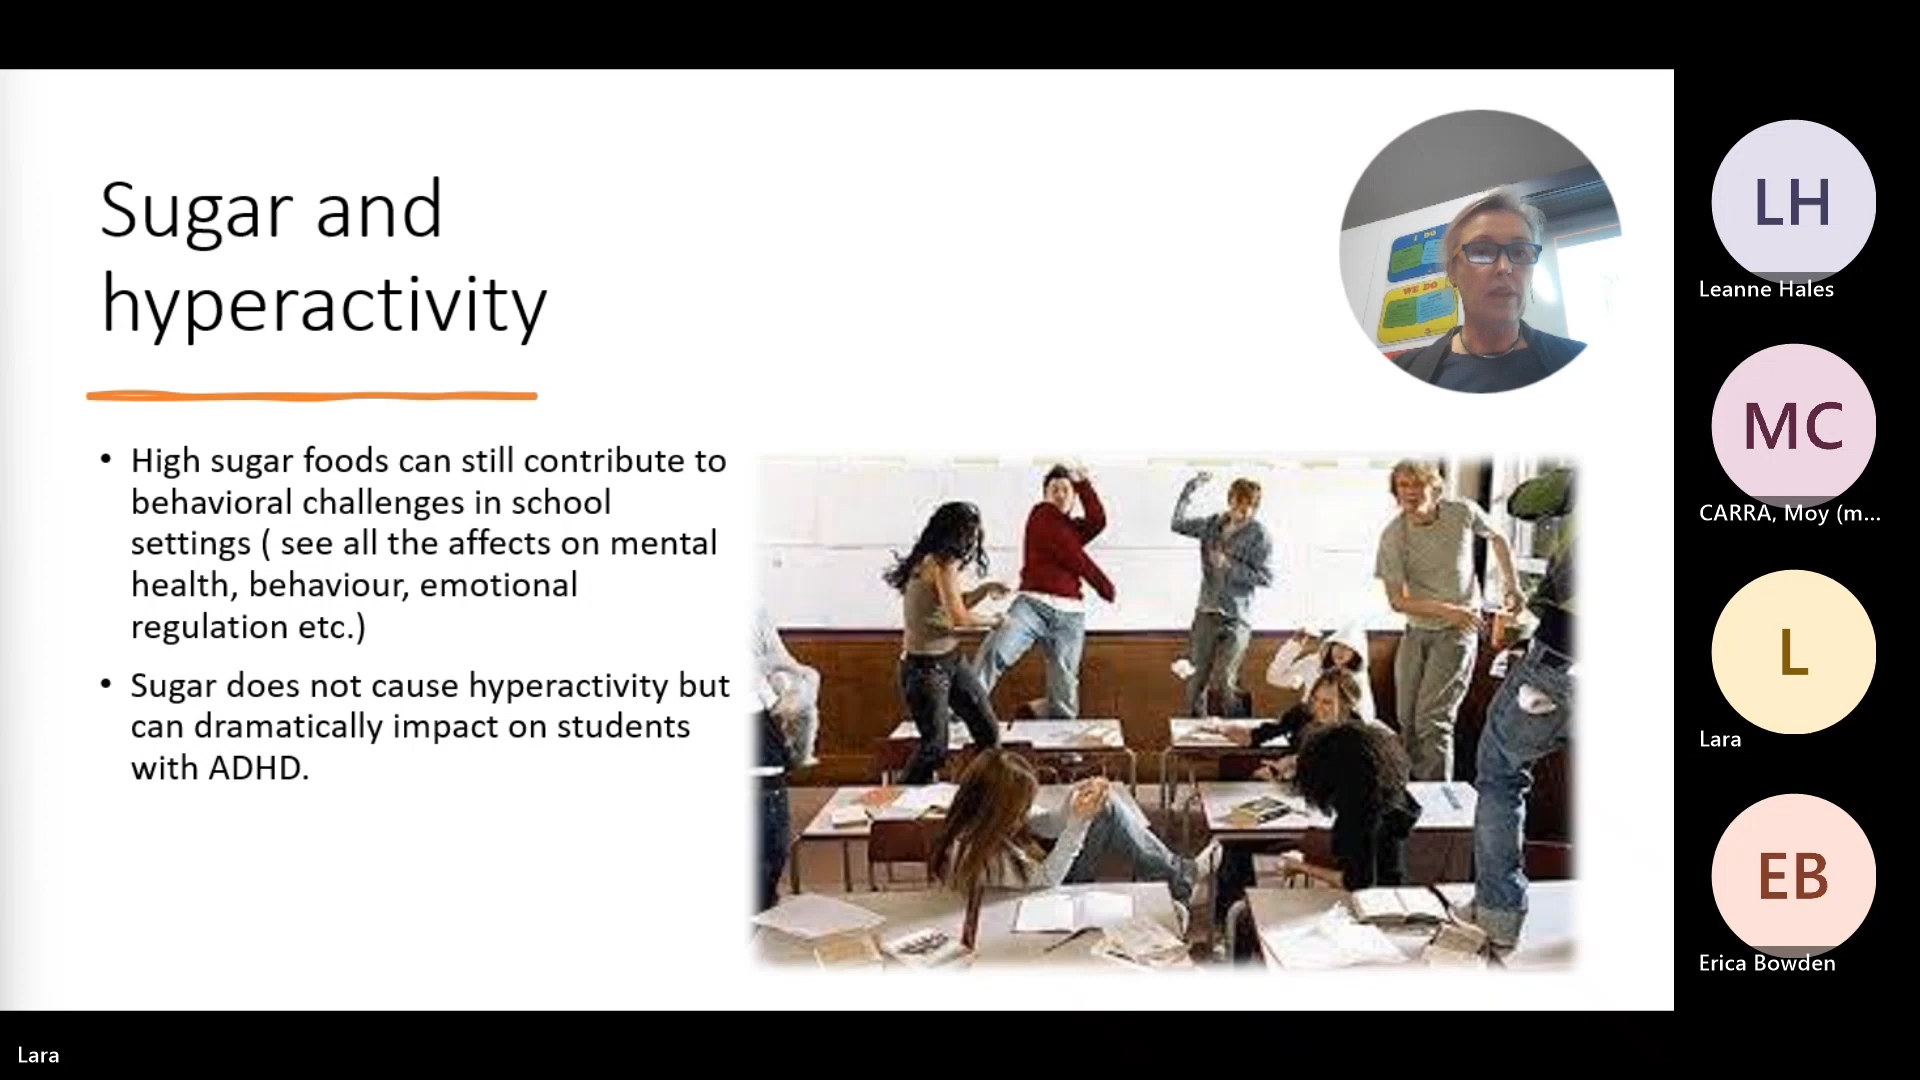 Sugar and
hyperactivity
• High sugar foods can still contribute to
behavioral challenges in school
settings ( see all the affects on mental
health, behaviour, emotional
regulation etc.)
• Sugar does not cause hyperactivity but
can dramatically impact on students
with ADHD.
WE DO
LH
Leanne Hales
MC
CARRA, Moy (m...
L
Lara
EB
Erica Bowden
Lara